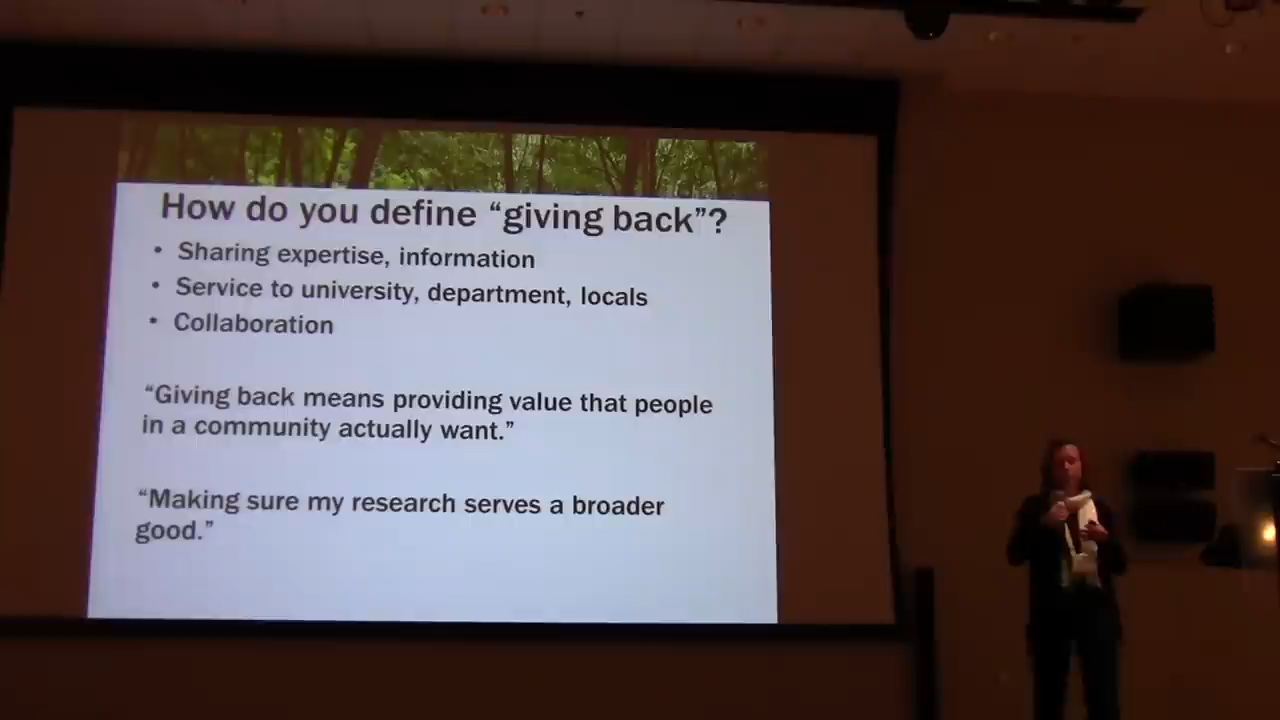 How do you define “giving back”?
• Sharing expertise, information
• Service to university, department, locals
• Collaboration
“Giving back means providing value that people
in a community actually want.”
“Making sure my research serves a broader
good.”